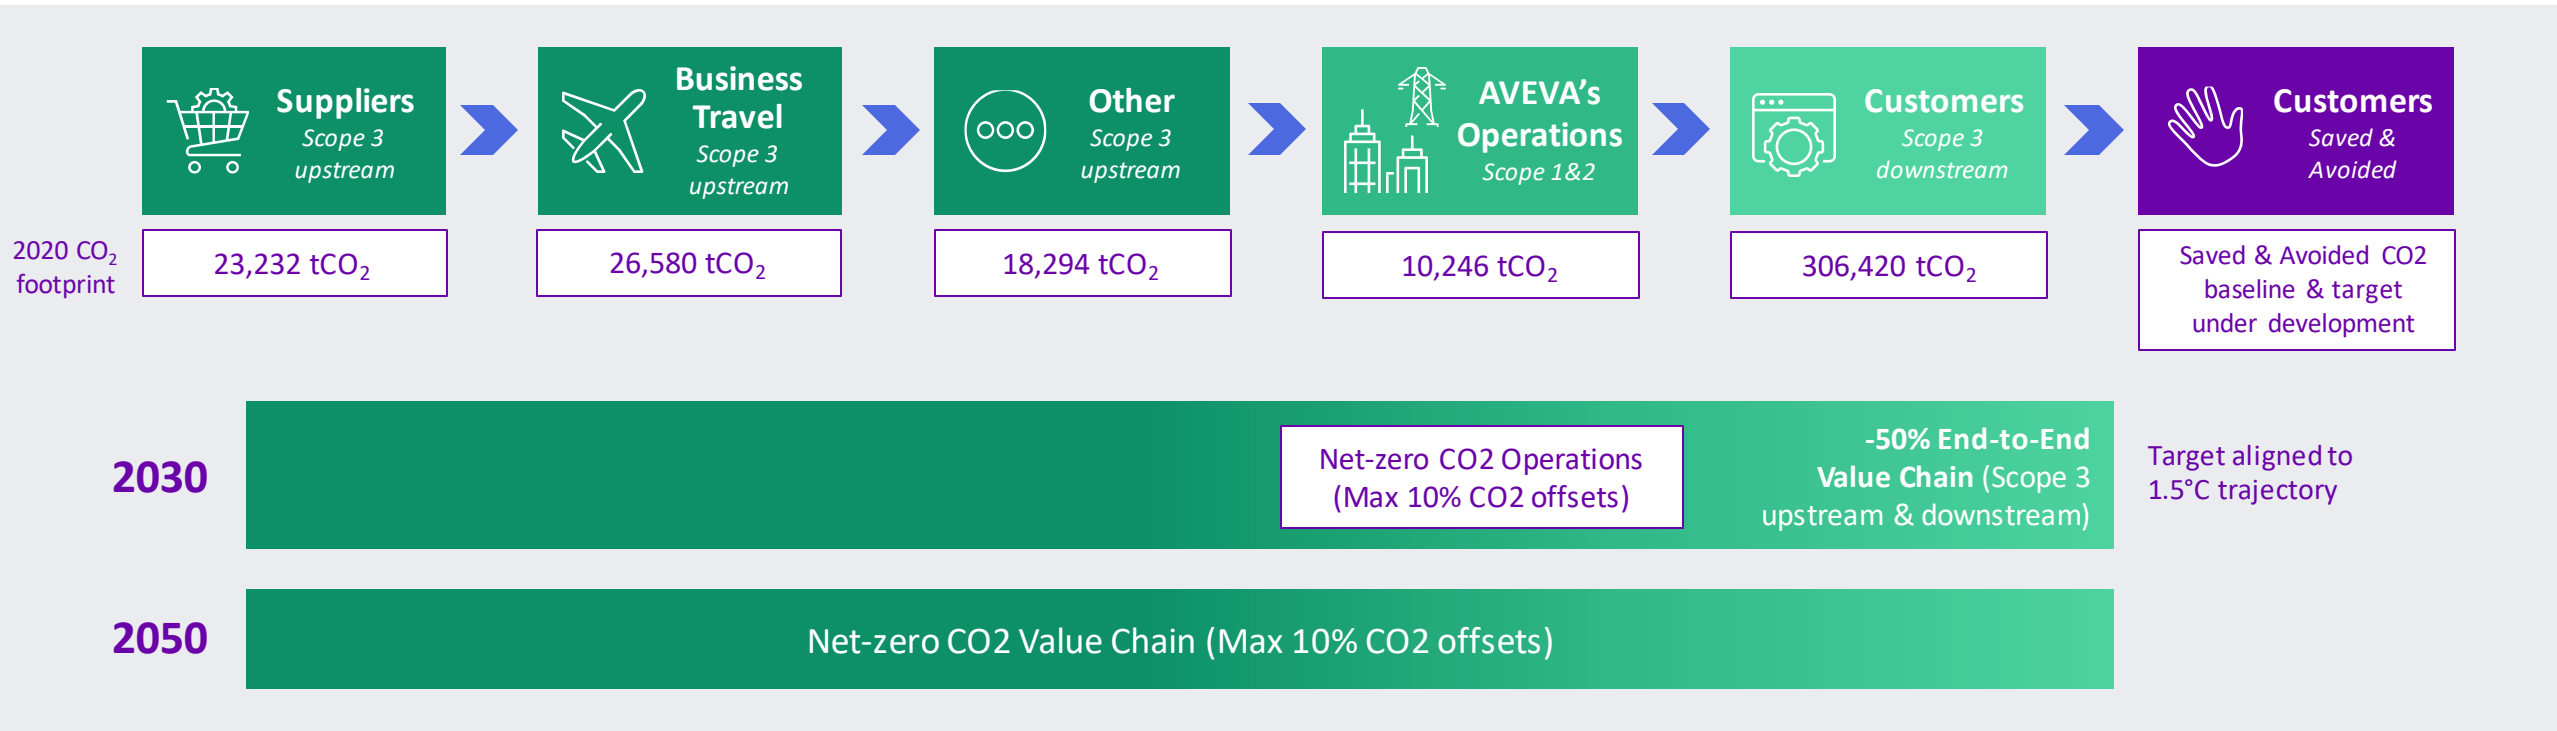 Suppliers
Scope 3
upstream
Business
Travel
Scope 3
upstream
Other
Scope 3
upstream
AVEVA's
Operations
Scope 1&2
Customers
Scope 3
downstream
Customers
Saved &
Avoided
2020 CO₂
footprint
23,232 tCO₂
26,580 tCO₂
18,294 tCO₂
10,246 tCO₂
306,420 tCO₂
Saved & Avoided CO2
baseline & target
under development
2030
Net-zero CO2 Operations
(Max 10% CO2 offsets)
-50% End-to-End
Value Chain (Scope 3
upstream & downstream)
Target aligned to
1.5°C trajectory
2050
Net-zero CO2 Value Chain (Max 10% CO2 offsets)